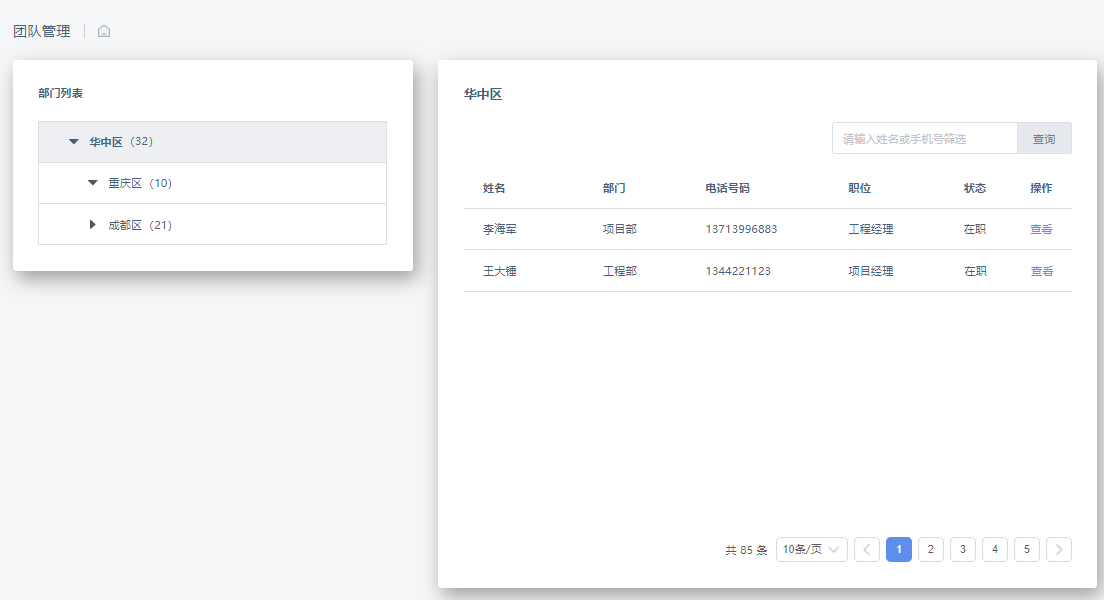 团队管理
部门列表
华中区（32）
重庆区（10）
成都区（21）
华中区
请输入姓名或手机号筛选 查询
姓名 部门 电话号码 职位 状态 操作
李海军 项目部 13713996883 工程经理 在职 查看
王大锤 工程部 1344221123 项目经理 在职 查看
共 85 条 10条/页 1 2 3 4 5